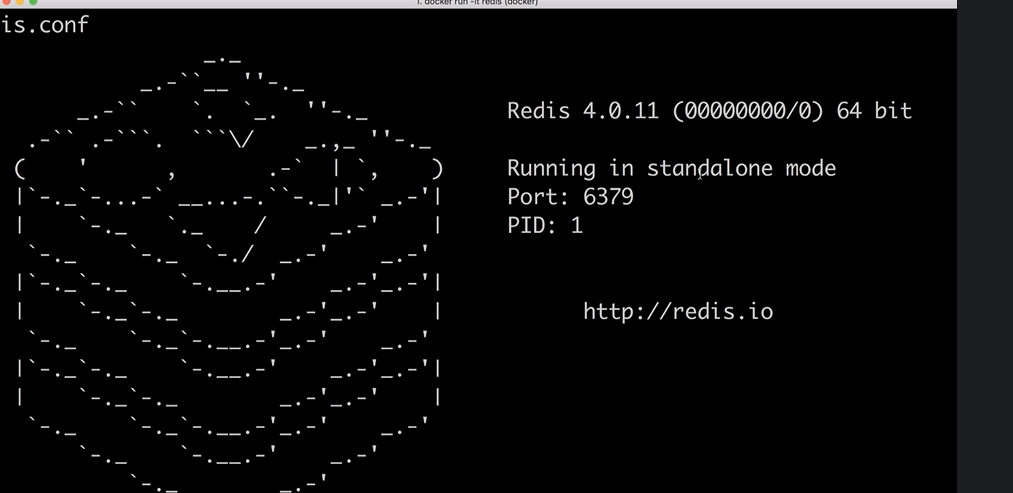 1. docker run -it redis (docker)
is.conf
Redis 4.0.11 (00000000/0) 64 bit
Running in standalone mode
Port: 6379
PID: 1
http://redis.io